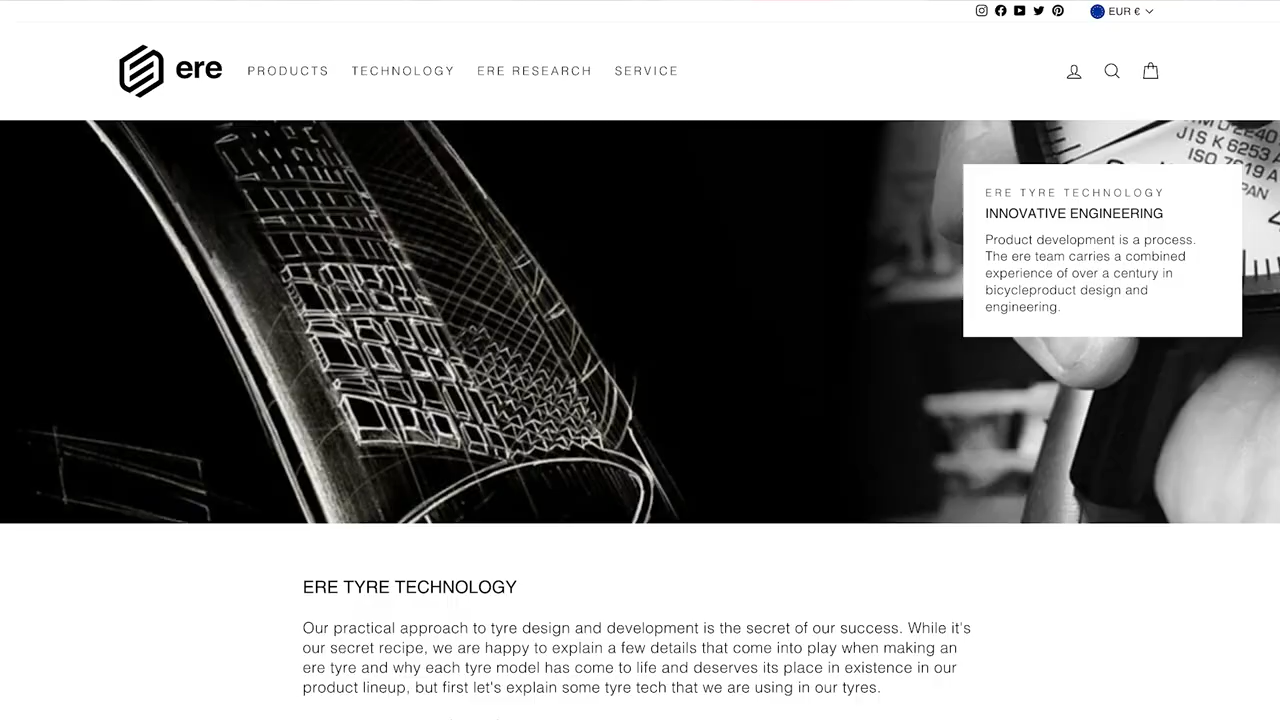 EUR €
ere
PRODUCTS TECHNOLOGY ERE RESEARCH SERVICE
JIS K 6253 A
ISO 7619 A
PAN
ERE TYRE TECHNOLOGY
INNOVATIVE ENGINEERING
Product development is a process.
The ere team carries a combined
experience of over a century in
bicycleproduct design and
engineering.
ERE TYRE TECHNOLOGY
Our practical approach to tyre design and development is the secret of our success. While it's
our secret recipe, we are happy to explain a few details that come into play when making an
ere tyre and why each tyre model has come to life and deserves its place in existence in our
product lineup, but first let's explain some tyre tech that we are using in our tyres.